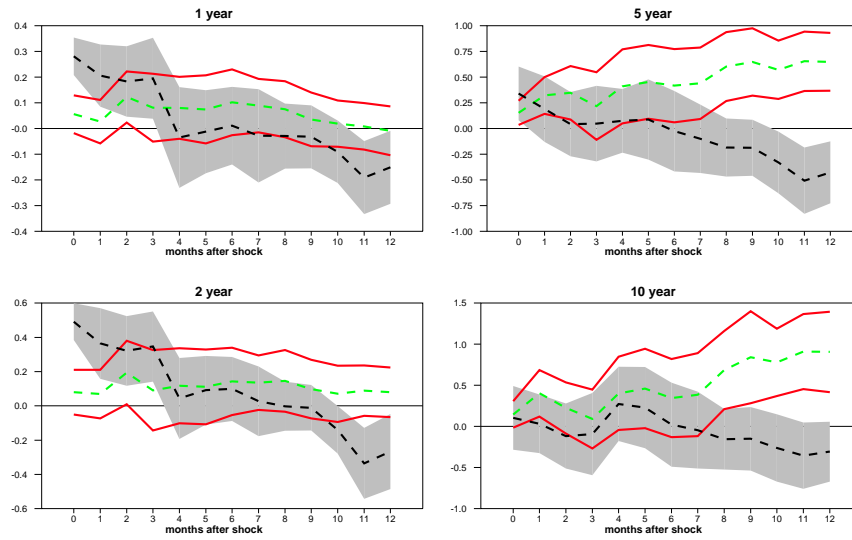 1 year
0.4
0.3
0.2
0.1
-0.0
-0.1
-0.2
-0.3
-0.4
0 1 2 3 4 5 6 7 8 9 10 11 12
months after shock
5 year
1.00
0.75
0.50
0.25
0.00
-0.25
-0.50
-0.75
-1.00
0 1 2 3 4 5 6 7 8 9 10 11 12
months after shock
2 year
0.6
0.4
0.2
0.0
-0.2
-0.4
-0.6
0 1 2 3 4 5 6 7 8 9 10 11 12
months after shock
10 year
1.5
1.0
0.5
0.0
-0.5
-1.0
0 1 2 3 4 5 6 7 8 9 10 11 12
months after shock